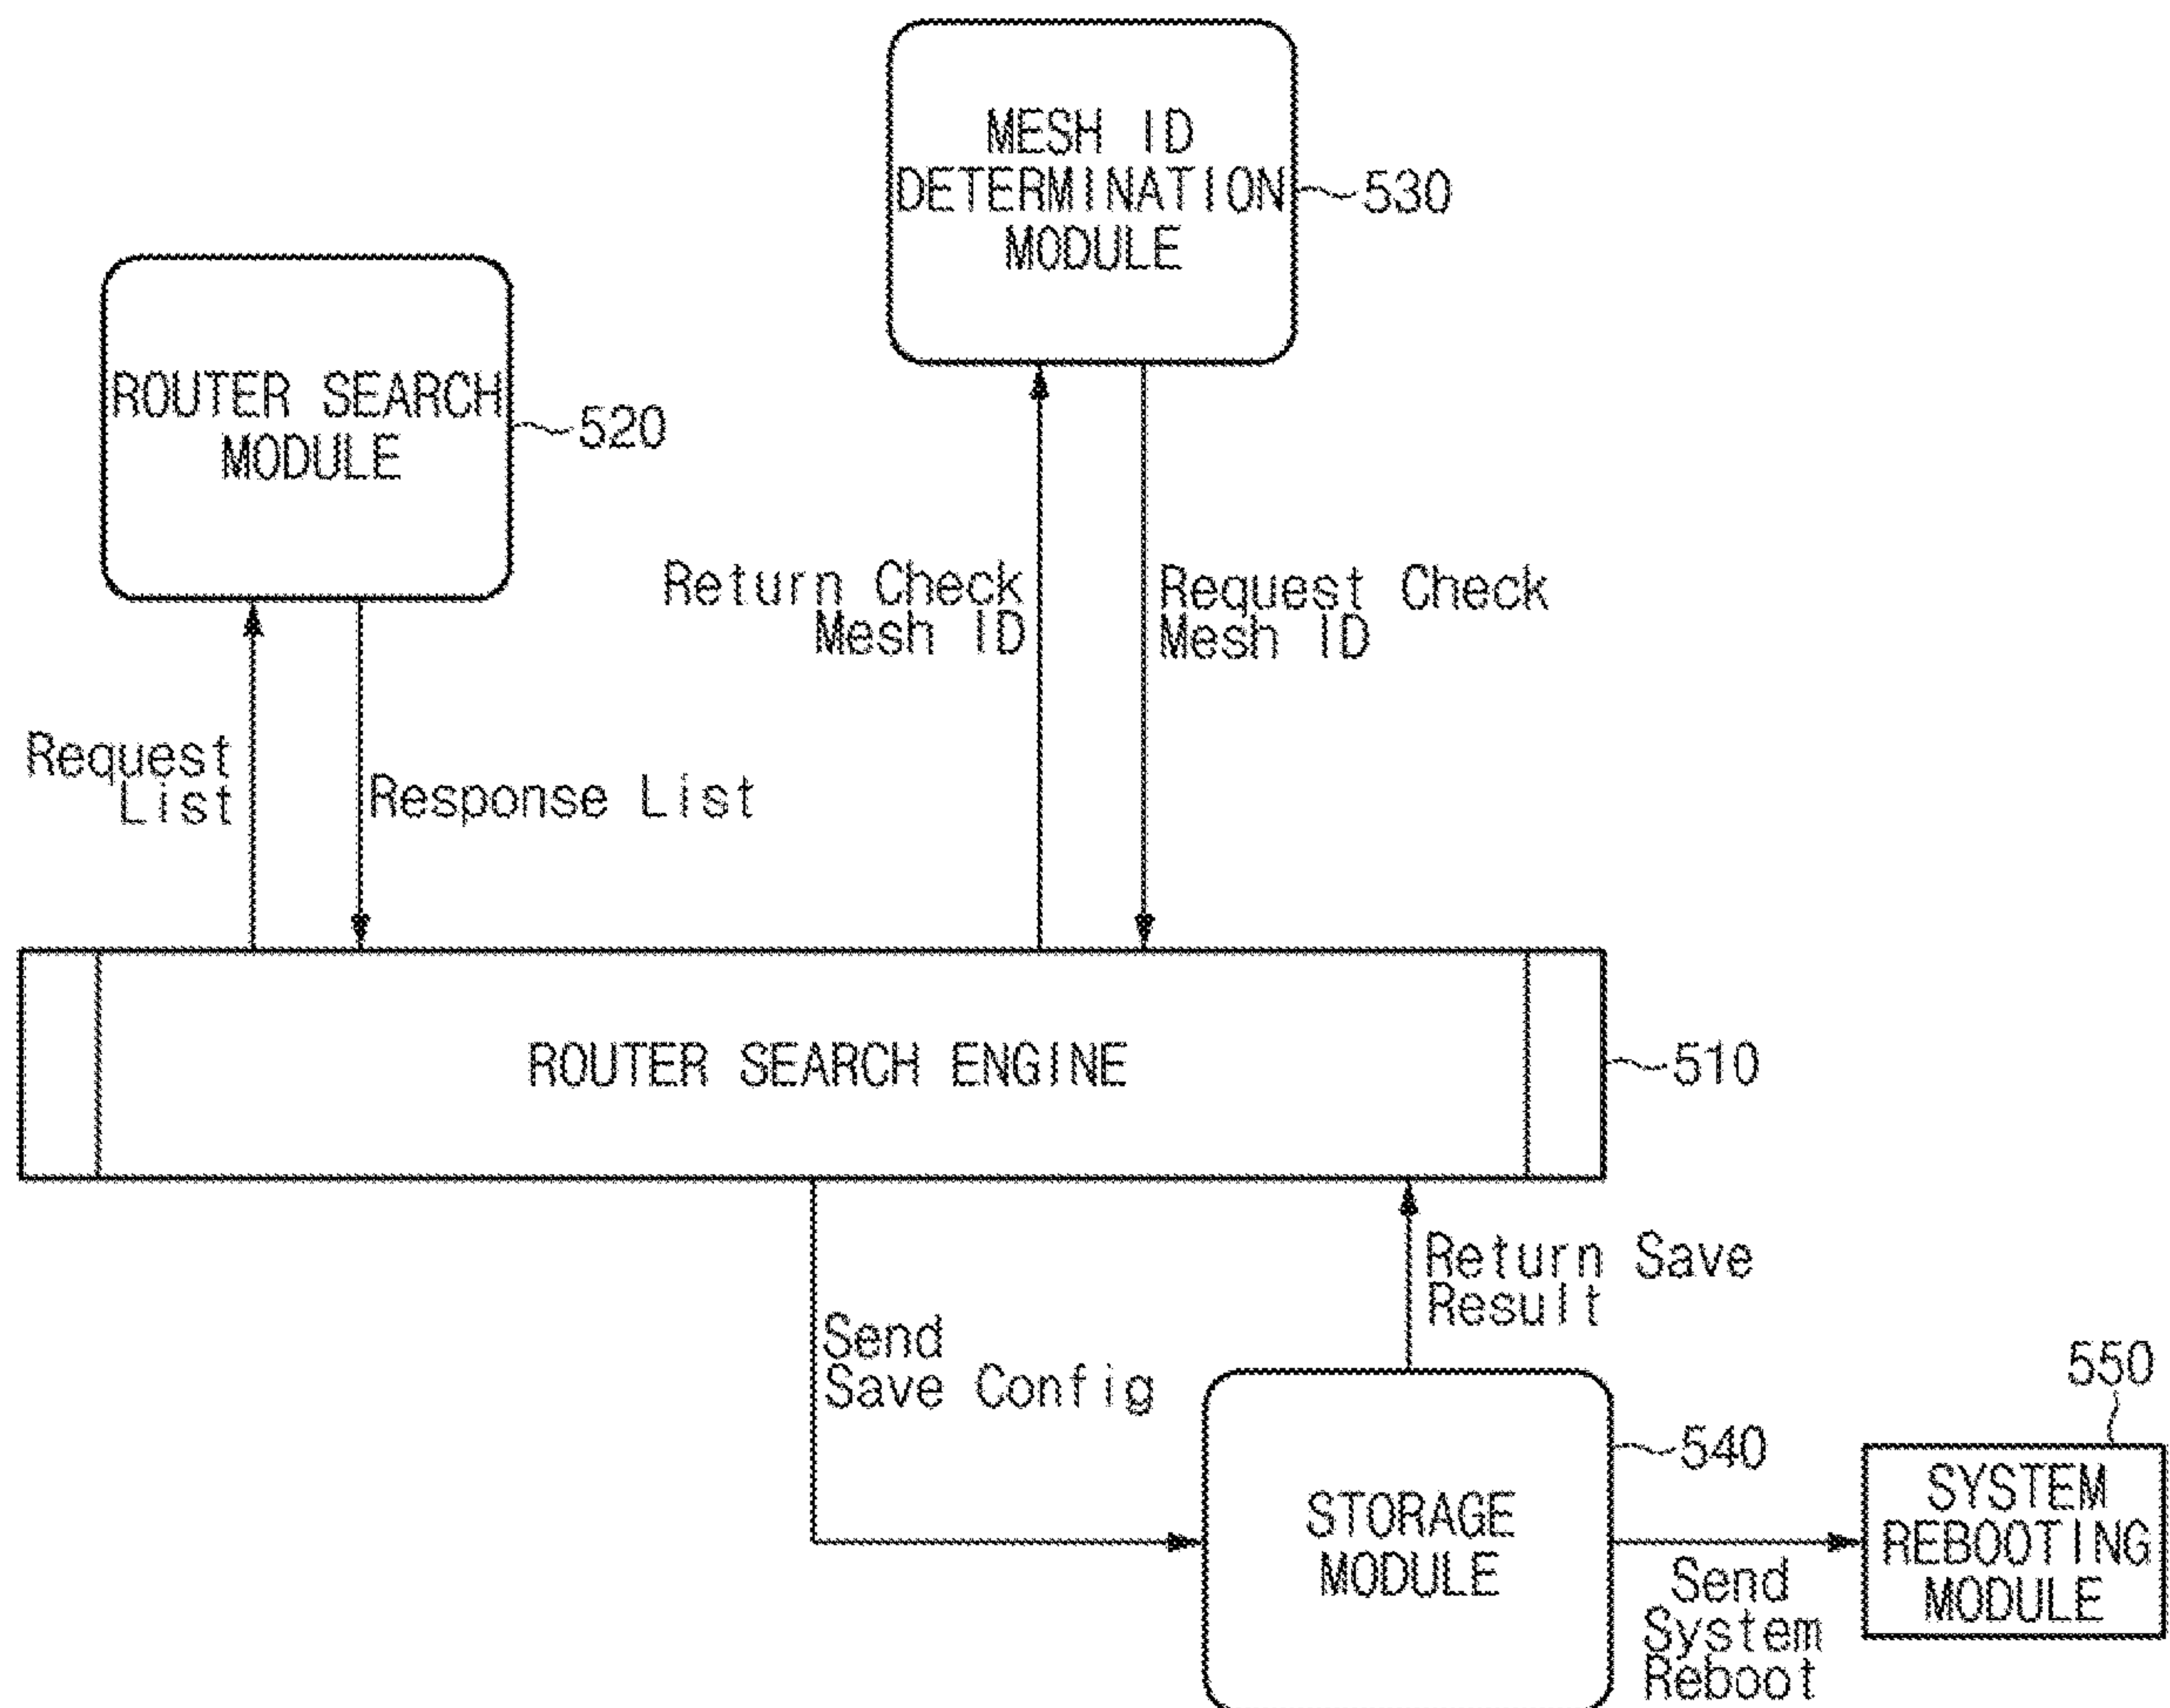 MESH ID
DETERMINATION
MODULE
530
ROUTER SEARCH
MODULE
520
Return Check
Mesh ID
Request Check
Mesh ID
Request
List
Response List
ROUTER SEARCH ENGINE
510
Return Save
Result
Send
Save Config
550
540
STORAGE
MODULE
SYSTEM
REBOOTING
MODULE
Send
System
Reboot